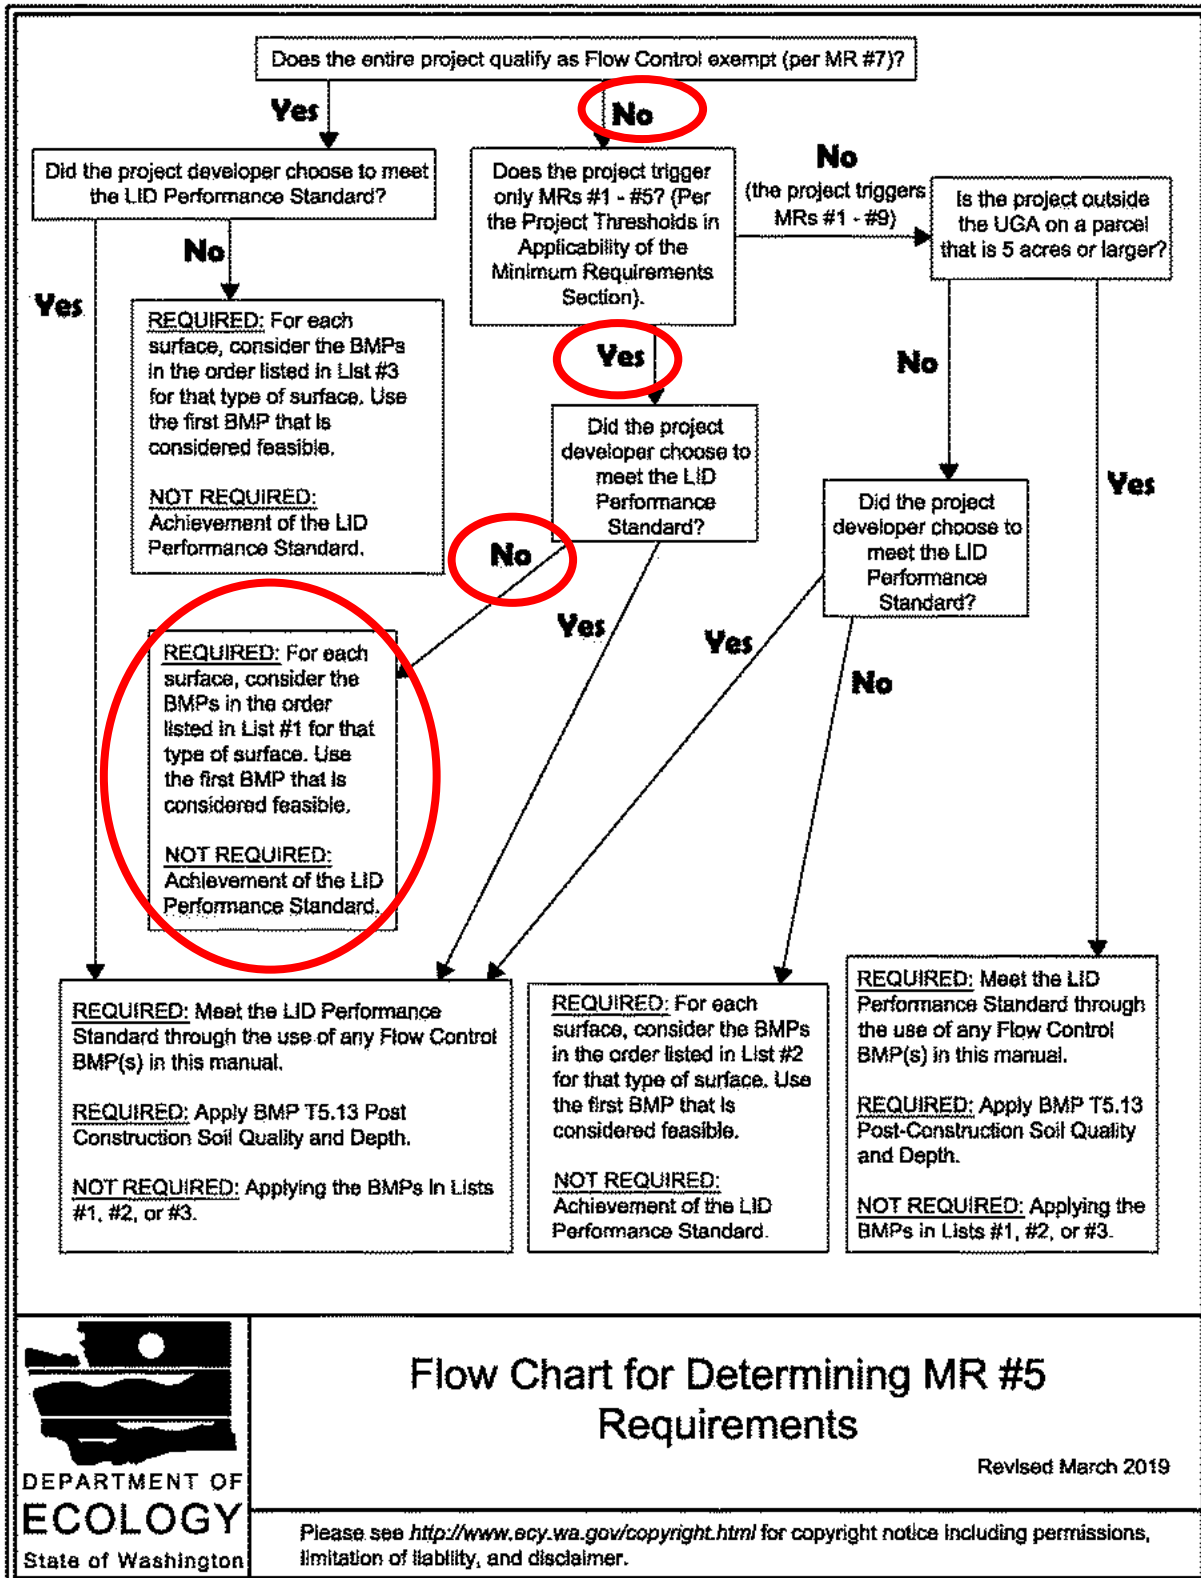 Does the entire project qualify as Flow Control exempt (per MR #7)?
Yes
No
Did the project developer choose to meet
the LID Performance Standard?
Does the project trigger
only MRs #1 - #5? (Per
the Project Thresholds in
Applicability of the
Minimum Requirements
Section).
No
(the project triggers
MRs #1 - #9)
Is the project outside
the UGA on a parcel
that is 5 acres or larger?
No
Yes
REQUIRED: For each
surface, consider the BMPs
in the order listed in List #3
for that type of surface. Use
the first BMP that is
considered feasible.
NOT REQUIRED:
Achievement of the LID
Performance Standard.
Yes
No
Did the project
developer choose to
meet the LID
Performance
Standard?
Yes
Did the project
developer choose to
meet the LID
Performance
Standard?
No
Yes
Yes
No
REQUIRED: For each
surface, consider the
BMPs in the order
listed in List #1 for that
type of surface. Use
the first BMP that is
considered feasible.
NOT REQUIRED:
Achievement of the LID
Performance Standard.
REQUIRED: Meet the LID Performance
Standard through the use of any Flow Control
BMP(s) in this manual.
REQUIRED: Apply BMP T5.13 Post
Construction Soil Quality and Depth.
NOT REQUIRED: Applying the BMPs in Lists
#1, #2, or #3.
REQUIRED: For each
surface, consider the BMPs
in the order listed in List #2
for that type of surface. Use
the first BMP that is
considered feasible.
NOT REQUIRED:
Achievement of the LID
Performance Standard.
REQUIRED: Meet the LID
Performance Standard through
the use of any Flow Control
BMP(s) in this manual.
REQUIRED: Apply BMP T5.13
Post-Construction Soil Quality
and Depth.
NOT REQUIRED: Applying the
BMPs in Lists #1, #2, or #3.
DEPARTMENT OF
ECOLOGY
State of Washington
Flow Chart for Determining MR #5
Requirements
Revised March 2019
Please see http://www.ecy.wa.gov/copyright.html for copyright notice including permissions,
limitation of liability, and disclaimer.